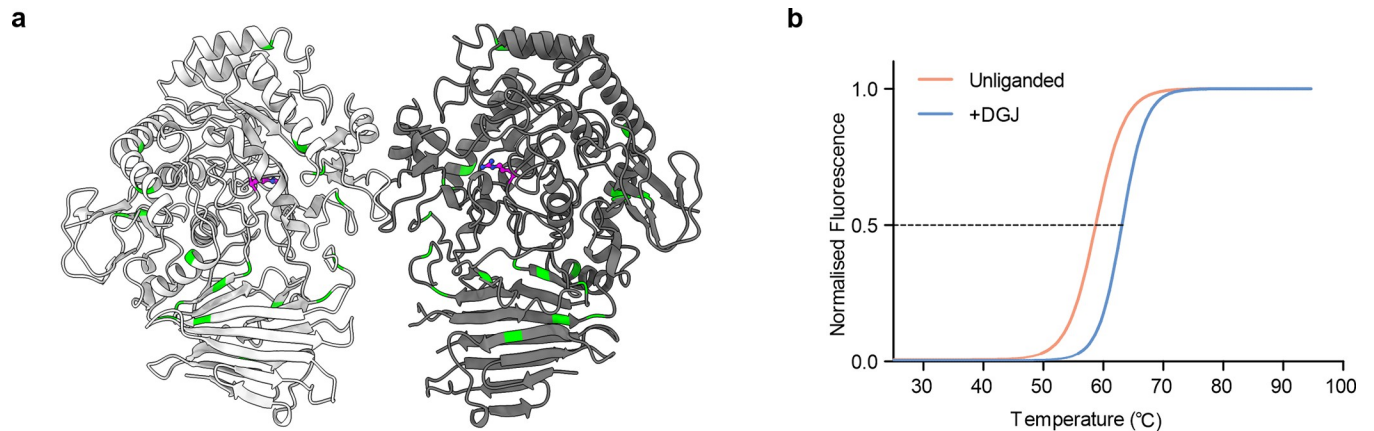 a
b
Unliganded
+DGJ
Normalised Fluorescence
1.0
0.5
0.0
30 40 50 60 70 80 90 100
Temperature (℃)